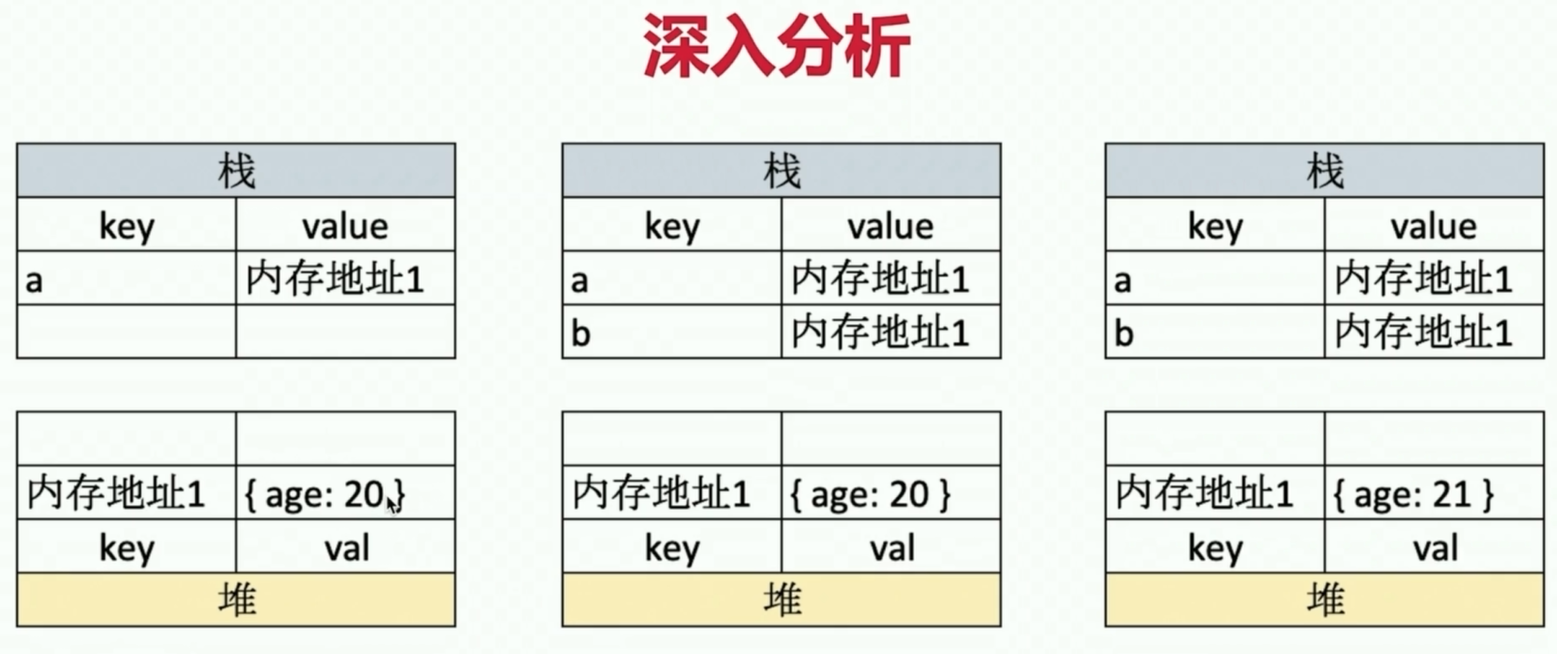 深入分析
栈 栈 栈
key value key value key value
a 内存地址1 a 内存地址1 a 内存地址1
b 内存地址1 b 内存地址1
内存地址1 { age: 20 } 内存地址1 { age: 20 } 内存地址1 { age: 21 }
key val key val key val
堆 堆 堆